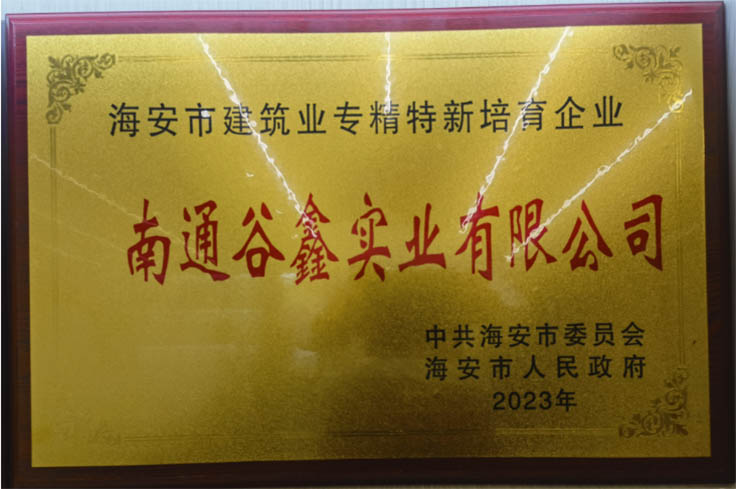 海安市建筑业专精特新培育企业
南通谷鑫实业有限公司
中共海安市委员会
海安市人民政府
2023年